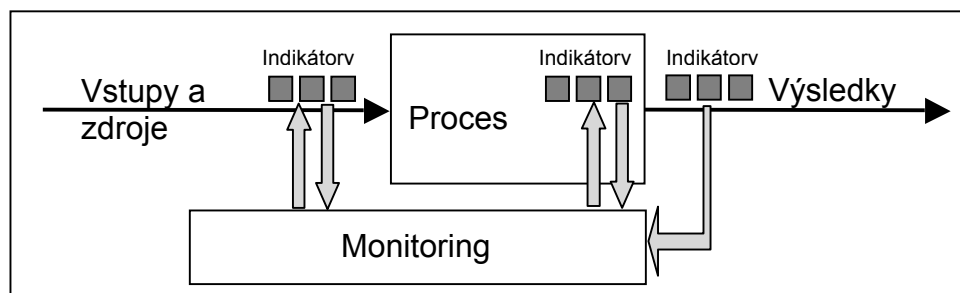 Indikátorv
Indikátorv
Indikátorv
Vstupy a
zdroje
Proces
Výsledky
Monitoring